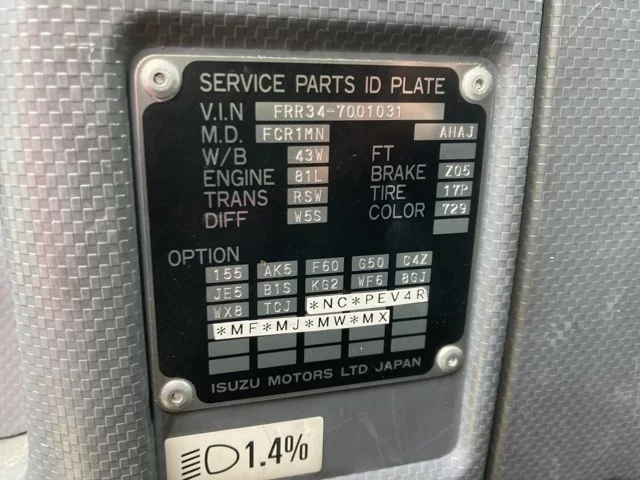 SERVICE PARTS ID PLATE
V.I.N FRR34-7001031
M.D. FCR1MN AHAJ
W/B 43W FT
ENGINE 81L BRAKE Z05
TRANS RSW TIRE 17P
DIFF W5S COLOR 729
OPTION
155 AK5 F60 G50 C4Z
JE5 B1S KG2 WF6 8GJ
WX8 TCJ *NC*PEV4R
*MF*MJ*MW*MX
ISUZU MOTORS LTD JAPAN
1.4%